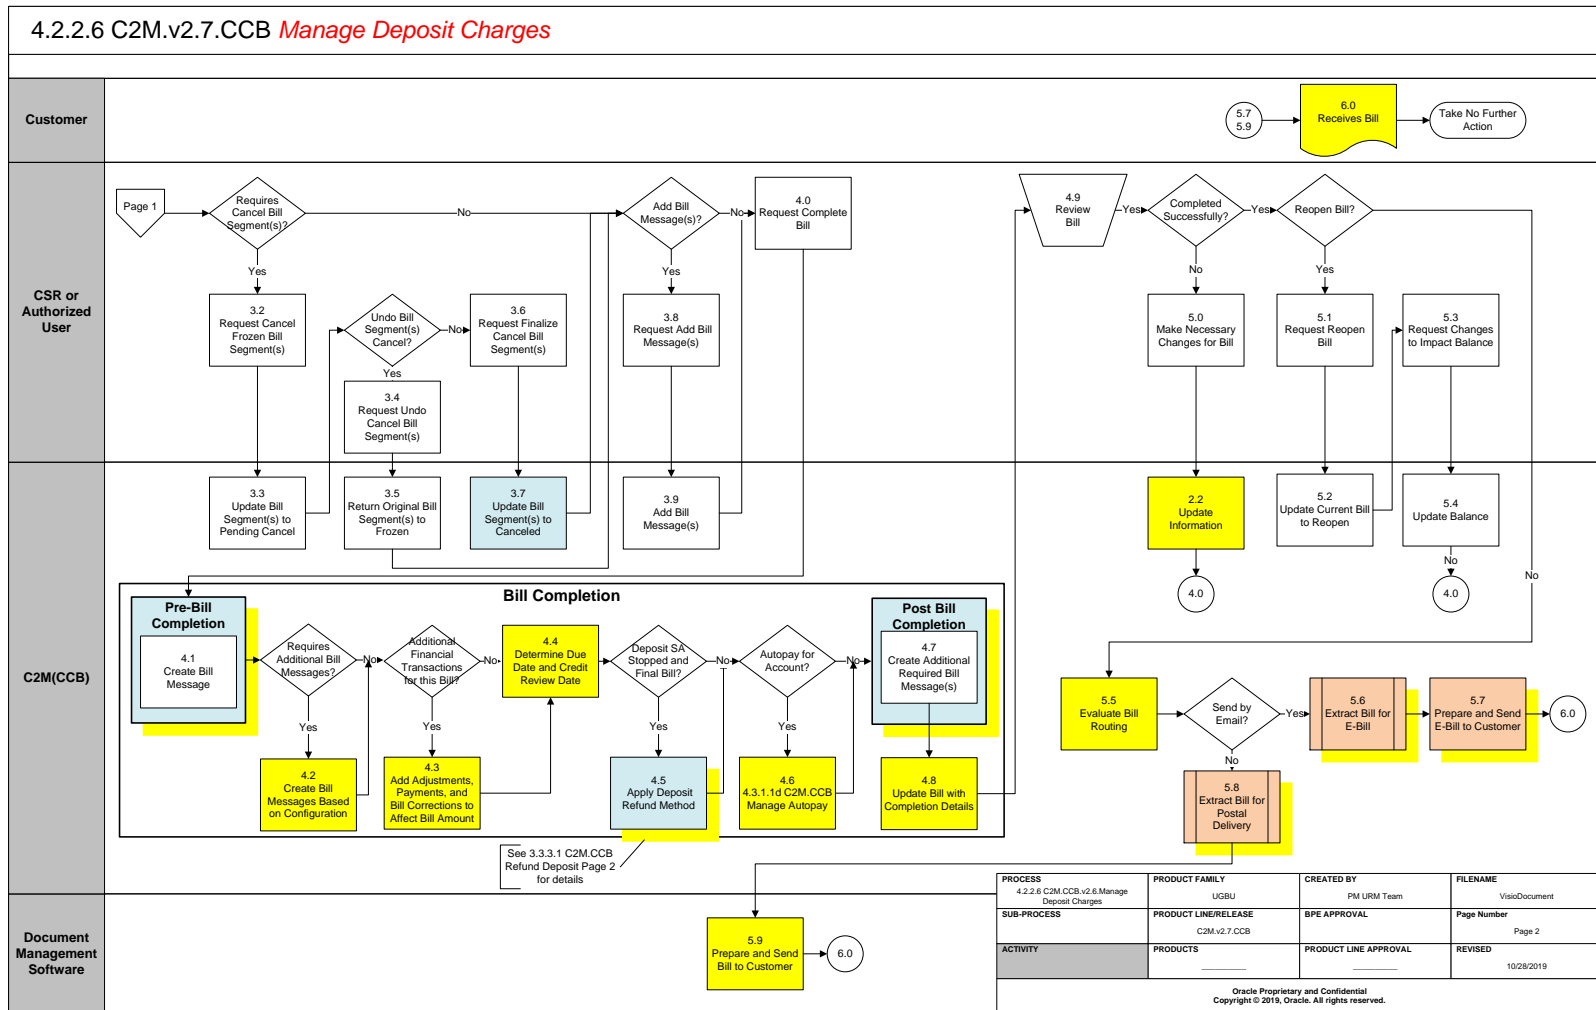 4.2.2.6 C2M.v2.7.CCB Manage Deposit Charges
Customer
5.7
5.9
6.0
Receives Bill
Take No Further
Action
CSR or
Authorized
User
Page 1
Requires
Cancel Bill
Segment(s)?
No
Yes
3.2
Request Cancel
Frozen Bill
Segment(s)
Undo Bill
Segment(s)
Cancel?
No
Yes
3.4
Request Undo
Cancel Bill
Segment(s)
3.6
Request Finalize
Cancel Bill
Segment(s)
Add Bill
Message(s)?
No
Yes
3.8
Request Add Bill
Message(s)
4.0
Request Complete
Bill
4.9
Review
Bill
Yes
Completed
Successfully?
Yes
No
5.0
Make Necessary
Changes for Bill
Reopen Bill?
Yes
5.1
Request Reopen
Bill
5.3
Request Changes
to Impact Balance
No
C2M(CCB)
3.3
Update Bill
Segment(s) to
Pending Cancel
3.5
Return Original Bill
Segment(s) to
Frozen
3.7
Update Bill
Segment(s) to
Canceled
3.9
Add Bill
Message(s)
2.2
Update
Information
4.0
5.2
Update Current Bill
to Reopen
5.4
Update Balance
No
4.0
Bill Completion
Pre-Bill
Completion
4.1
Create Bill
Message
Requires
Additional Bill
Messages?
No
Yes
4.2
Create Bill
Messages Based
on Configuration
Additional
Financial
Transactions
for this Bill?
No
Yes
4.3
Add Adjustments,
Payments, and
Bill Corrections to
Affect Bill Amount
4.4
Determine Due
Date and Credit
Review Date
Deposit SA
Stopped and
Final Bill?
No
Yes
4.5
Apply Deposit
Refund Method
Autopay for
Account?
No
Yes
4.6
4.3.1.1d C2M.CCB
Manage Autopay
Post Bill
Completion
4.7
Create Additional
Required Bill
Message(s)
4.8
Update Bill with
Completion Details
See 3.3.3.1 C2M.CCB
Refund Deposit Page 2
for details
5.5
Evaluate Bill
Routing
Send by
Email?
Yes
No
5.6
Extract Bill for
E-Bill
5.7
Prepare and Send
E-Bill to Customer
6.0
5.8
Extract Bill for
Postal
Delivery
Document
Management
Software
5.9
Prepare and Send
Bill to Customer
6.0
PROCESS
4.2.2.6 C2M.CCB.v2.6.Manage
Deposit Charges
PRODUCT FAMILY
UGBU
CREATED BY
PM URM Team
FILENAME
VisioDocument
SUB-PROCESS
PRODUCT LINE/RELEASE
C2M.v2.7.CCB
BPE APPROVAL
Page Number
Page 2
ACTIVITY
PRODUCTS
PRODUCT LINE APPROVAL
REVISED
10/28/2019
Oracle Proprietary and Confidential
Copyright © 2019, Oracle. All rights reserved.